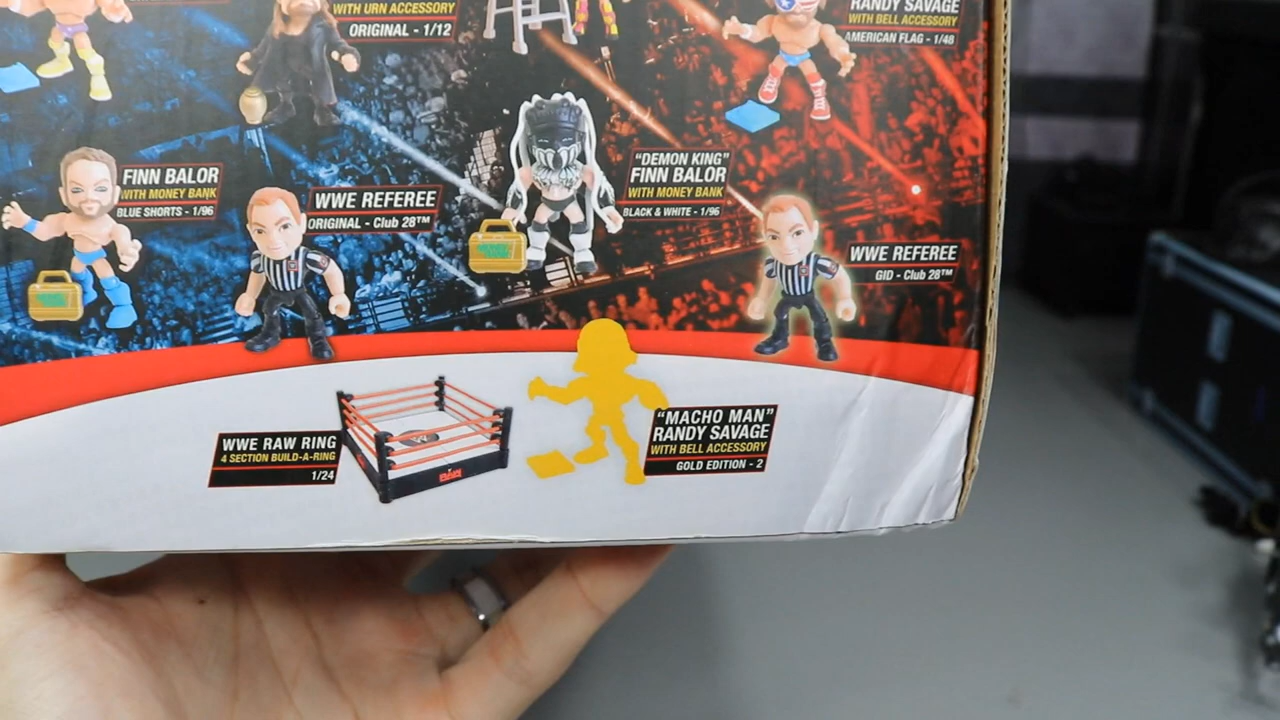 WITH URN ACCESSORY
ORIGINAL - 1/12
RANDY SAVAGE
WITH BELL ACCESSORY
AMERICAN FLAG - 1/48
FINN BALOR
WITH MONEY BANK
BLUE SHORTS - 1/96
WWE REFEREE
ORIGINAL - Club 28™
"DEMON KING"
FINN BALOR
WITH MONEY BANK
BLACK & WHITE - 1/96
WWE REFEREE
GID - Club 28™
WWE RAW RING
4 SECTION BUILD-A-RING
1/24
RAW
"MACHO MAN"
RANDY SAVAGE
WITH BELL ACCESSORY
GOLD EDITION - 2